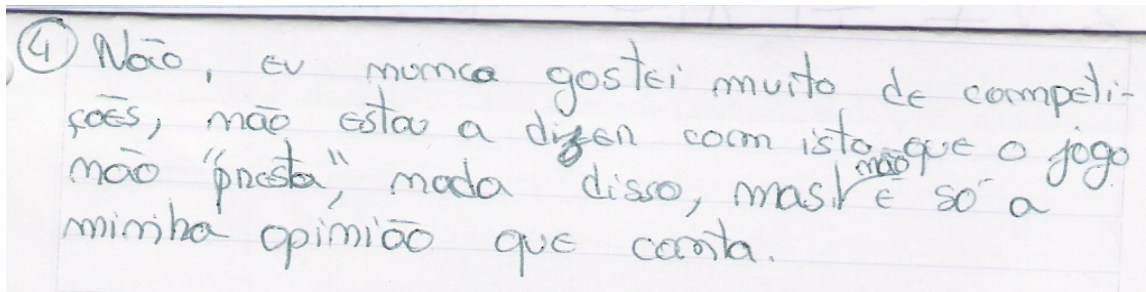 4 Não, eu nunca gostei muito de competi-
ções, não estou a dizer com isto que o jogo
não "presta", nada disso, mas não é só a
minha opinião que conta.